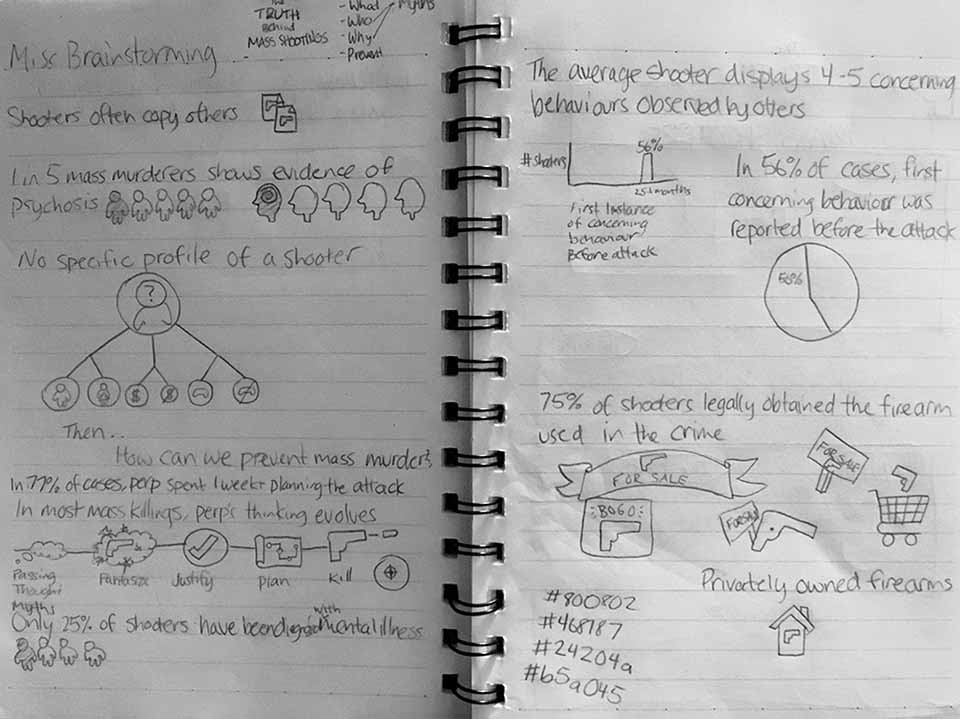 The
TRUTH
Behind
MASS SHOOTINGS
- What
- Who
- Why
- Prevent
Myths
Misc Brainstorming
Shooters often copy others
1 in 5 mass murderers shows evidence of
psychosis
No specific profile of a shooter
?
$
$
Then..
How can we prevent mass murders
In 77% of cases, perp spent 1 week+ planning the attack
In most mass killings, perp's thinking evolves
Passing
Thought
Fantasize
Justify
plan
Kill
Myths
with
Only 25% of shooters have been mental illness
The average shooter displays 4-5 concerning
behaviours observed by others
# shooters
56%
25.1 months
First Instance
of concerning
behaviour
Before attack
In 56% of cases, first
concerning behaviour was
reported before the attack
56%
75% of shooters legally obtained the firearm
used in the crime
FOR SALE
BOGO
FOR SALE
FOR SALE
Privately owned firearms
#800802
#468787
#24204a
#b5a045